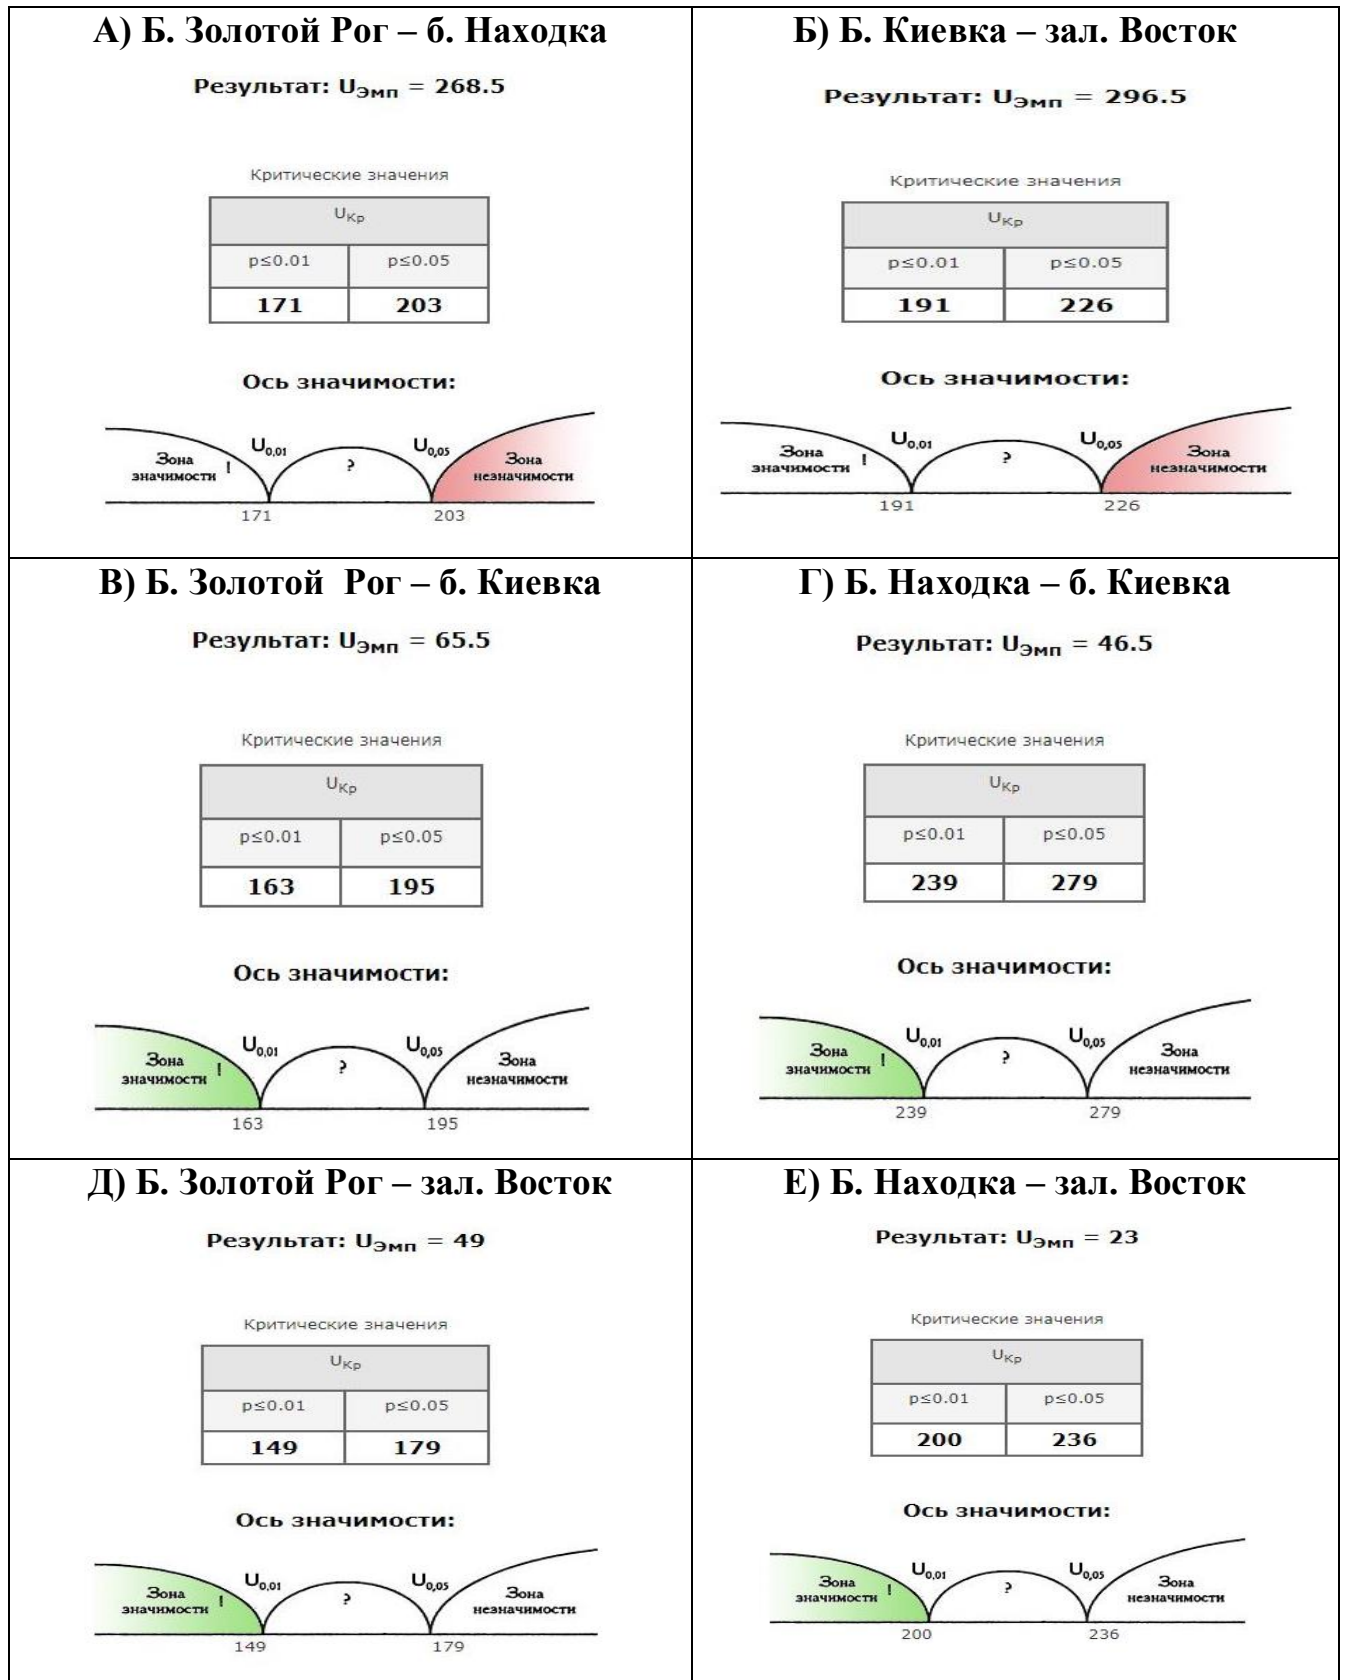 А) Б. Золотой Рог – б. Находка
Результат: UЭмп = 268.5
Критические значения
UКр
p≤0.01 p≤0.05
171 203
Ось значимости:
Зона значимости ! U0,01 ? U0,05 Зона незначимости
171 203
Б) Б. Киевка – зал. Восток
Результат: UЭмп = 296.5
Критические значения
UКр
p≤0.01 p≤0.05
191 226
Ось значимости:
Зона значимости ! U0,01 ? U0,05 Зона незначимости
191 226
В) Б. Золотой Рог – б. Киевка
Результат: UЭмп = 65.5
Критические значения
UКр
p≤0.01 p≤0.05
163 195
Ось значимости:
Зона значимости ! U0,01 ? U0,05 Зона незначимости
163 195
Г) Б. Находка – б. Киевка
Результат: UЭмп = 46.5
Критические значения
UКр
p≤0.01 p≤0.05
239 279
Ось значимости:
Зона значимости ! U0,01 ? U0,05 Зона незначимости
239 279
Д) Б. Золотой Рог – зал. Восток
Результат: UЭмп = 49
Критические значения
UКр
p≤0.01 p≤0.05
149 179
Ось значимости:
Зона значимости ! U0,01 ? U0,05 Зона незначимости
149 179
Е) Б. Находка – зал. Восток
Результат: UЭмп = 23
Критические значения
UКр
p≤0.01 p≤0.05
200 236
Ось значимости:
Зона значимости ! U0,01 ? U0,05 Зона незначимости
200 236